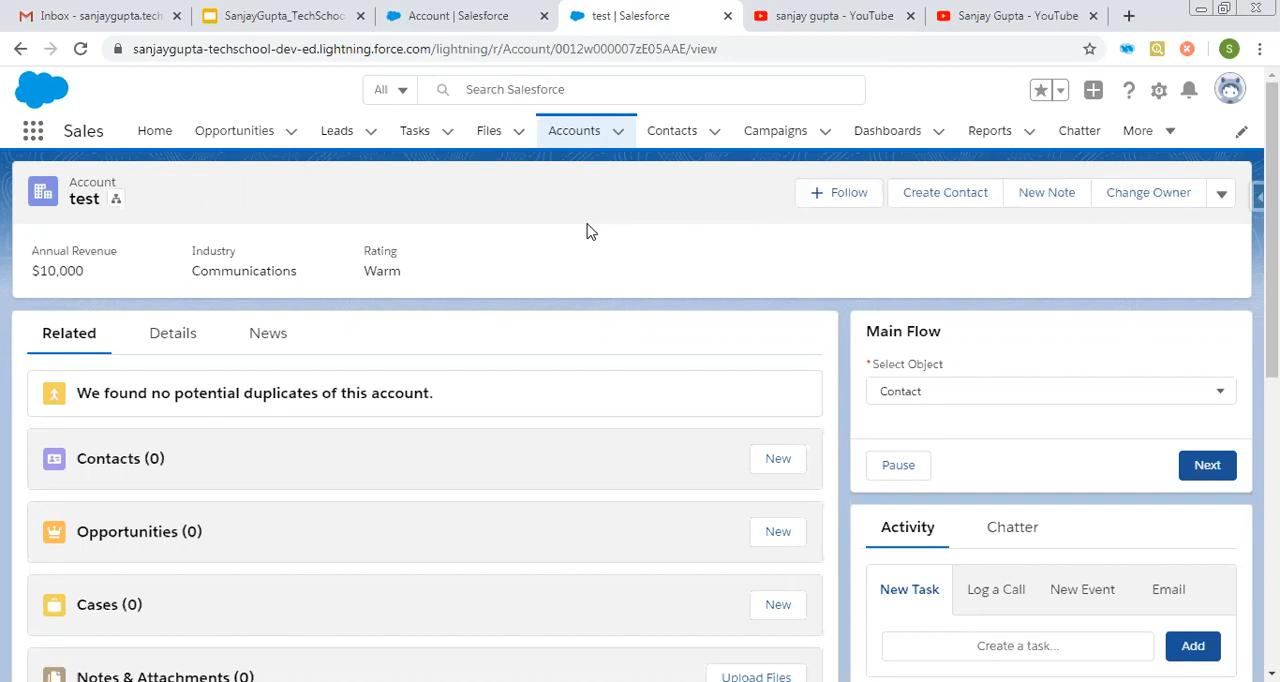 Inbox - sanjaygupta.tech
SanjayGupta_TechSchoo
Account | Salesforce
test | Salesforce
sanjay gupta - YouTube
Sanjay Gupta - YouTube
sanjaygupta-techschool-dev-ed.lightning.force.com/lightning/r/Account/0012w000007zE05AAE/view
S
All
Search Salesforce
Sales
Home
Opportunities
Leads
Tasks
Files
Accounts
Contacts
Campaigns
Dashboards
Reports
Chatter
More
Account
test
Follow
Create Contact
New Note
Change Owner
Annual Revenue
$10,000
Industry
Communications
Rating
Warm
Related
Details
News
We found no potential duplicates of this account.
Contacts (0)
New
Opportunities (0)
New
Cases (0)
New
Notes & Attachments (0)
Upload Files
Main Flow
*Select Object
Contact
Pause
Next
Activity
Chatter
New Task
Log a Call
New Event
Email
Create a task...
Add